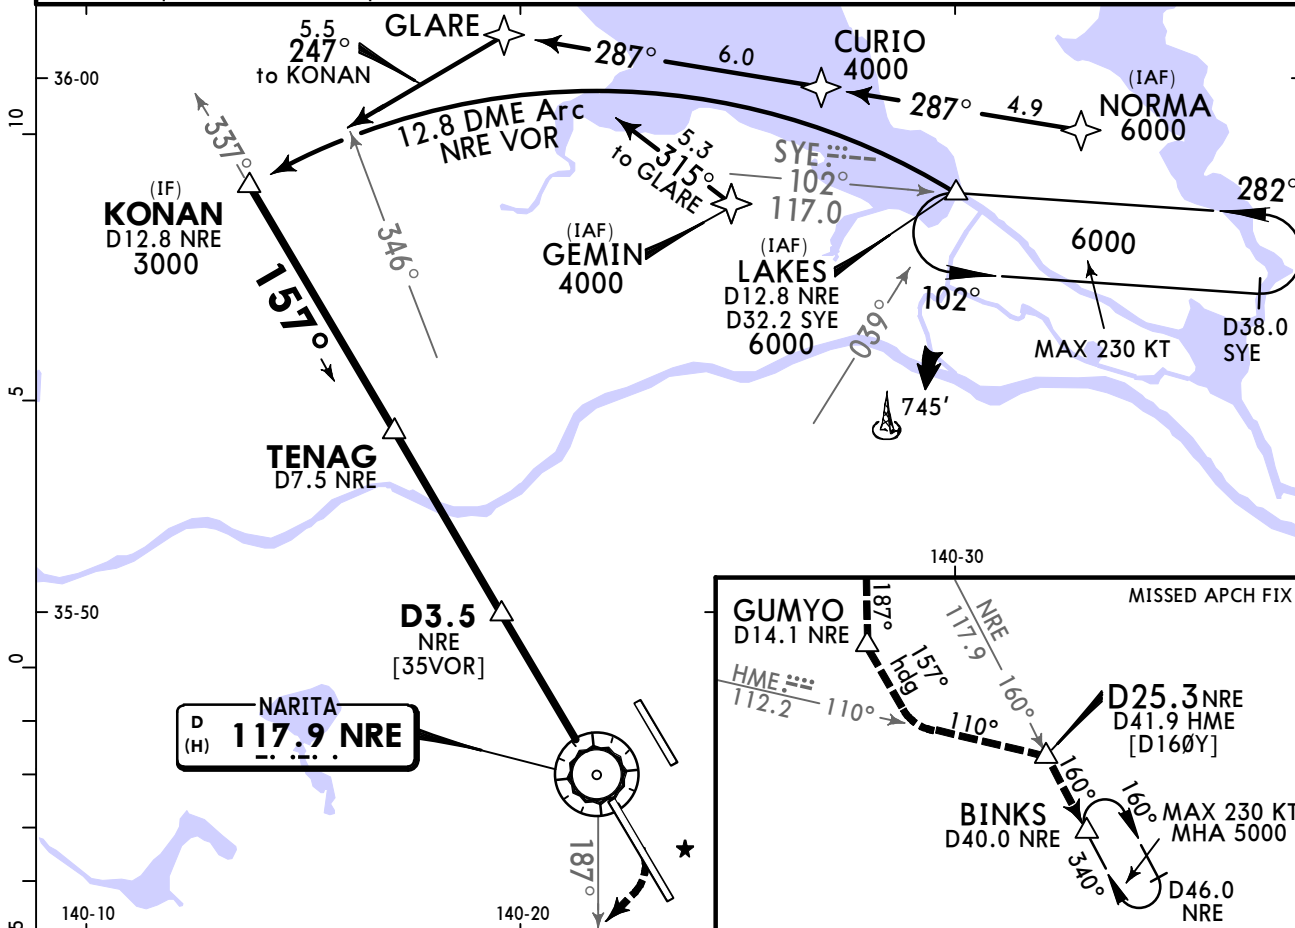 5.5
247°
to KONAN
GLARE
287°
6.0
CURIO
4000
287°
4.9
(IAF)
NORMA
6000
36-00
10
337°
12.8 DME Arc
NRE VOR
5.3
315°
to GLARE
SYE
102°
117.0
282°
(IF)
KONAN
D12.8 NRE
3000
346°
(IAF)
GEMIN
4000
(IAF)
LAKES
D12.8 NRE
D32.2 SYE
6000
6000
102°
MAX 230 KT
D38.0
SYE
157°
039°
745'
5
TENAG
D7.5 NRE
140-30
35-50
D3.5
NRE
[35VOR]
0
NARITA
D
(H)
117.9 NRE
187°
140-10
140-20
5
MISSED APCH FIX
GUMYO
D14.1 NRE
187°
NRE
117.9
157°
hdg
HME
112.2
110°
110°
160°
D25.3 NRE
D41.9 HME
[D160Y]
160°
BINKS
D40.0 NRE
160°
MAX 230 KT
MHA 5000
340°
D46.0
NRE